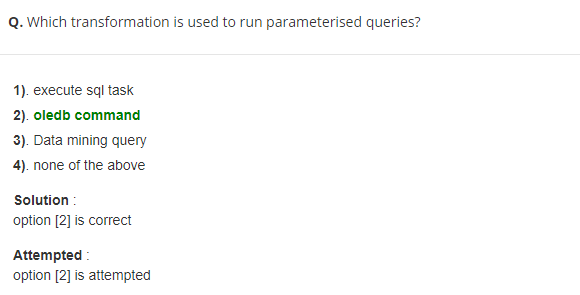 Q. Which transformation is used to run parameterised queries?
1). execute sql task
2). oledb command
3). Data mining query
4). none of the above
Solution :
option [2] is correct
Attempted :
option [2] is attempted